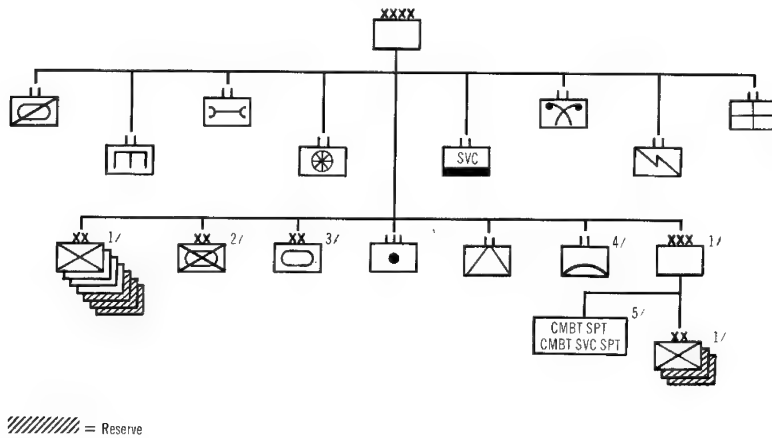 XXXX
SVC
XX 1/
XX 2/
XX 3/
4/
XXX 1/
5/
CMBT SPT
CMBT SVC SPT
XX 1/
= Reserve